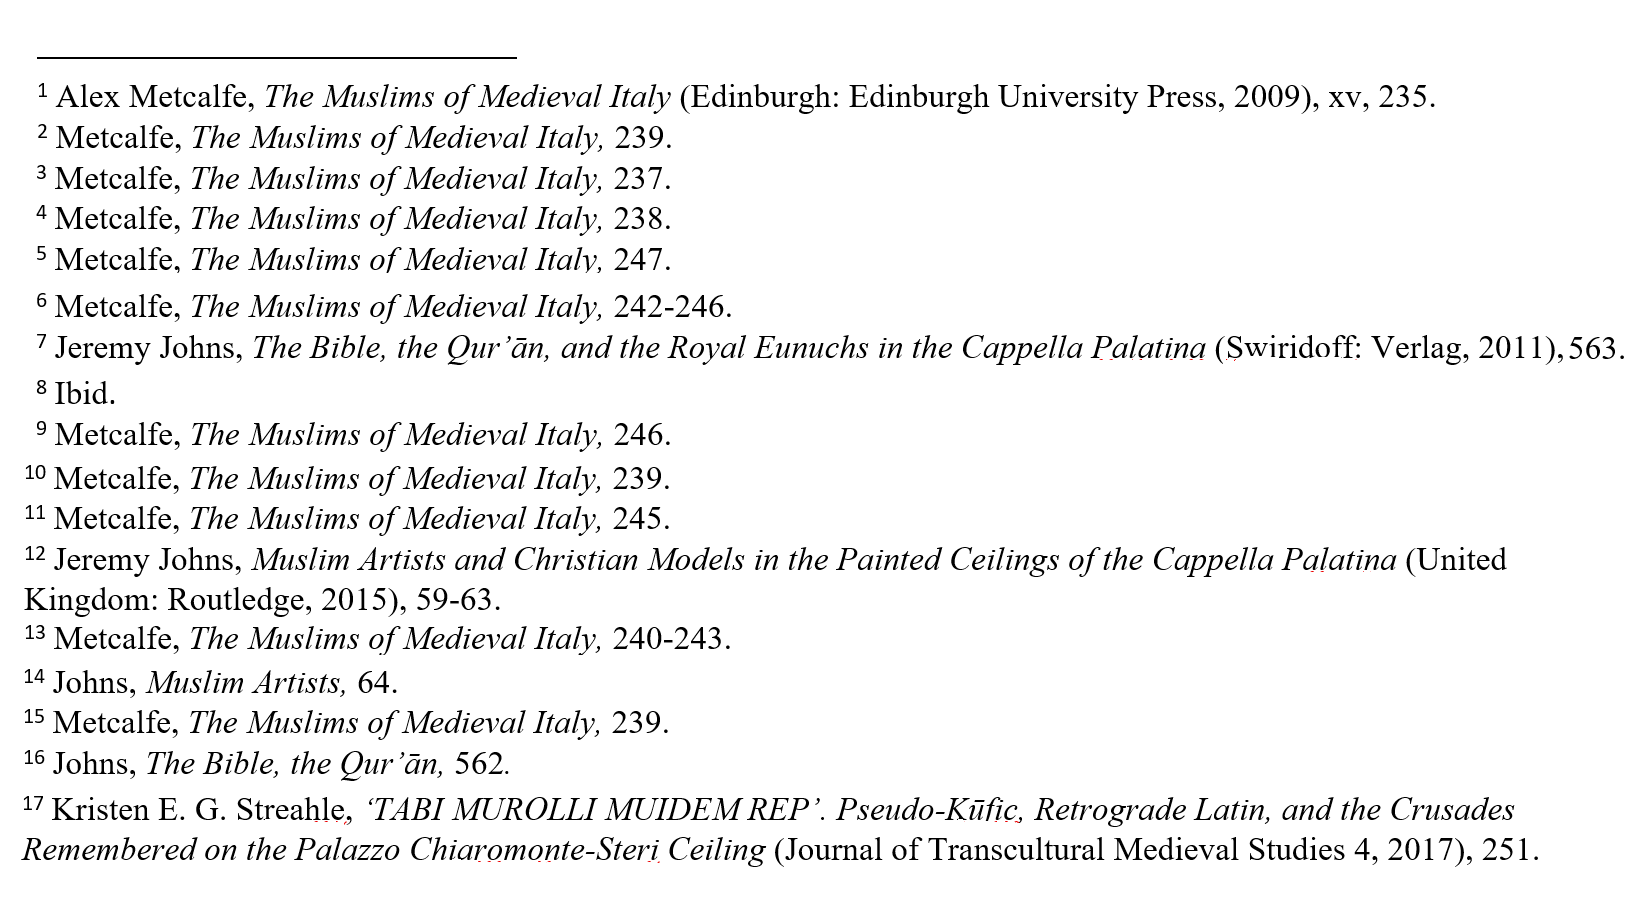 1 Alex Metcalfe, The Muslims of Medieval Italy (Edinburgh: Edinburgh University Press, 2009), xv, 235.
2 Metcalfe, The Muslims of Medieval Italy, 239.
3 Metcalfe, The Muslims of Medieval Italy, 237.
4 Metcalfe, The Muslims of Medieval Italy, 238.
5 Metcalfe, The Muslims of Medieval Italy, 247.
6 Metcalfe, The Muslims of Medieval Italy, 242-246.
7 Jeremy Johns, The Bible, the Qur’ān, and the Royal Eunuchs in the Cappella Palatina (Swiridoff: Verlag, 2011), 563.
8 Ibid.
9 Metcalfe, The Muslims of Medieval Italy, 246.
10 Metcalfe, The Muslims of Medieval Italy, 239.
11 Metcalfe, The Muslims of Medieval Italy, 245.
12 Jeremy Johns, Muslim Artists and Christian Models in the Painted Ceilings of the Cappella Palatina (United
Kingdom: Routledge, 2015), 59-63.
13 Metcalfe, The Muslims of Medieval Italy, 240-243.
14 Johns, Muslim Artists, 64.
15 Metcalfe, The Muslims of Medieval Italy, 239.
16 Johns, The Bible, the Qur’ān, 562.
17 Kristen E. G. Streahle, ‘TABI MUROLLI MUIDEM REP’. Pseudo-Kūfic, Retrograde Latin, and the Crusades
Remembered on the Palazzo Chiaromonte-Steri Ceiling (Journal of Transcultural Medieval Studies 4, 2017), 251.